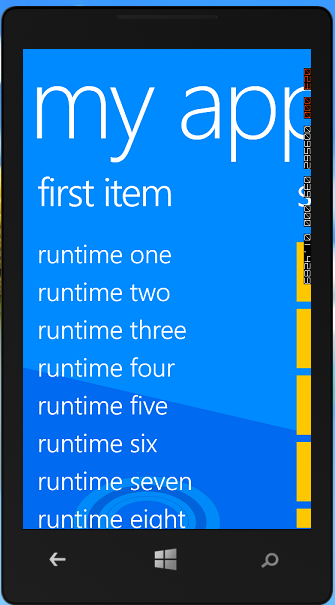 my app
first item
s
runtime one
runtime two
runtime three
runtime four
runtime five
runtime six
runtime seven
runtime eight